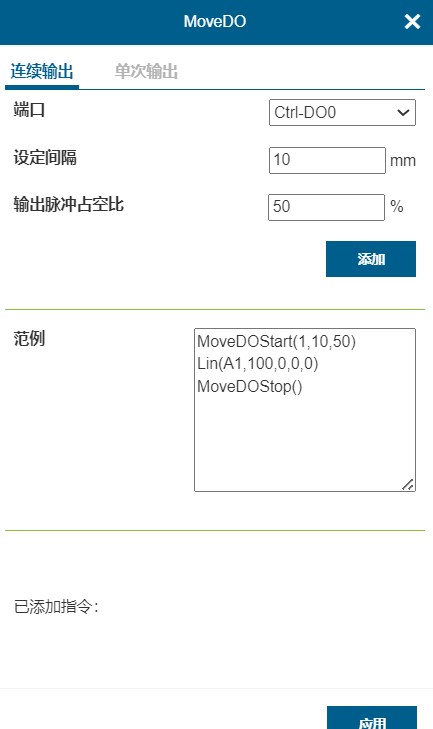 MoveDO
连续输出 单次输出
端口 Ctrl-DO0
设定间隔 10 mm
输出脉冲占空比 50 %
添加
范例 MoveDOStart(1,10,50)
Lin(A1,100,0,0,0)
MoveDOStop()
已添加指令:
应用